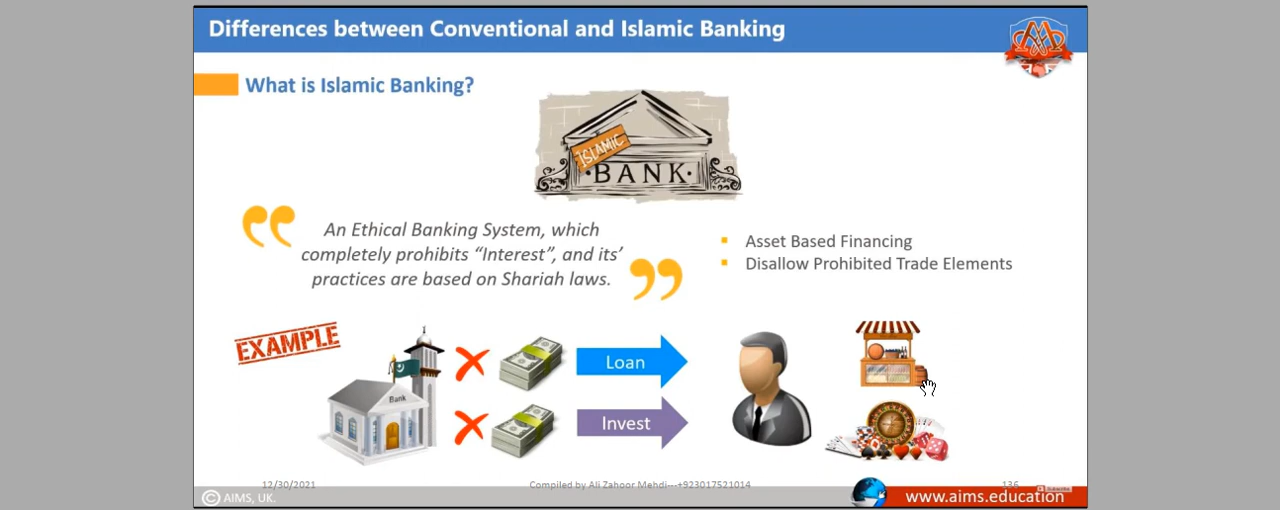 Differences between Conventional and Islamic Banking
What is Islamic Banking?
ISLAMIC
·BANK·
An Ethical Banking System, which
completely prohibits “Interest”, and its’
practices are based on Shariah laws.
Asset Based Financing
Disallow Prohibited Trade Elements
EXAMPLE
Bank
Loan
Invest
12/30/2021
Compiled by Ali Zahoor Mehdi---+923017521014
136
© AIMS, UK.
www.aims.education